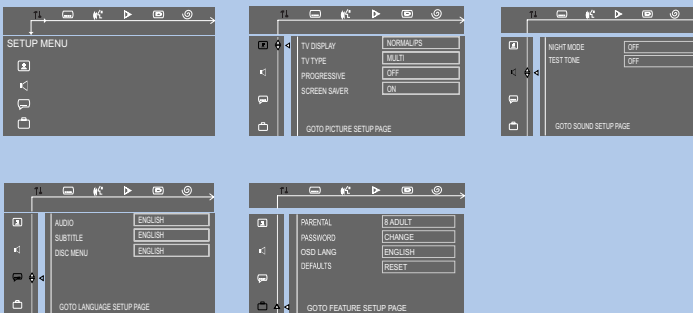 SETUP MENU
TV DISPLAY NORMAL/PS
TV TYPE MULTI
PROGRESSIVE OFF
SCREEN SAVER ON
GOTO PICTURE SETUP PAGE
NIGHT MODE OFF
TEST TONE OFF
GOTO SOUND SETUP PAGE
AUDIO ENGLISH
SUBTITLE ENGLISH
DISC MENU ENGLISH
GOTO LANGUAGE SETUP PAGE
PARENTAL 8 ADULT
PASSWORD CHANGE
OSD LANG ENGLISH
DEFAULTS RESET
GOTO FEATURE SETUP PAGE